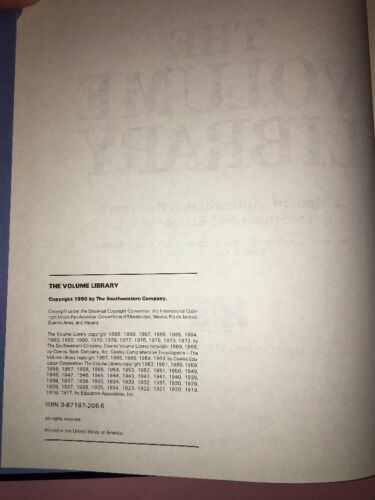 THE VOLUME LIBRARY
Copyright 1990 by The Southwestern Company.
Copyright under the Universal Copyright Convention, the International Copy-
right Union, Pan American Conventions of Montevideo, Mexico, Rio de Janeiro,
Buenos Aires, and Havana
The Volume Library copyright 1989, 1988, 1987, 1986, 1985, 1984,
1983, 1982, 1980, 1979, 1978, 1977, 1976, 1975, 1973, 1972, by
The Southwestern Company. Cowles Volume Library copyright 1969, 1968,
by Cowles Book Company, Inc. Cowles Comprehensive Encyclopedia—The
Volume Library copyright 1967, 1966, 1965, 1964, 1963, by Cowles Edu-
cation Corporation. The Volume Library copyright 1962, 1961, 1960, 1959,
1958, 1957, 1956, 1955, 1954, 1953, 1952, 1951, 1950, 1949,
1948, 1947, 1946, 1945, 1944, 1943, 1942, 1941, 1940, 1939,
1938, 1937, 1936, 1935, 1934, 1933, 1932, 1931, 1930, 1929,
1928, 1927, 1926, 1925, 1924, 1923, 1922, 1921, 1920, 1919,
1918, 1917, by Educators Association, Inc.
ISBN 0-87197-208-5
All rights reserved.
Printed in the United States of America.
THE
VOLUME
LIBRARY